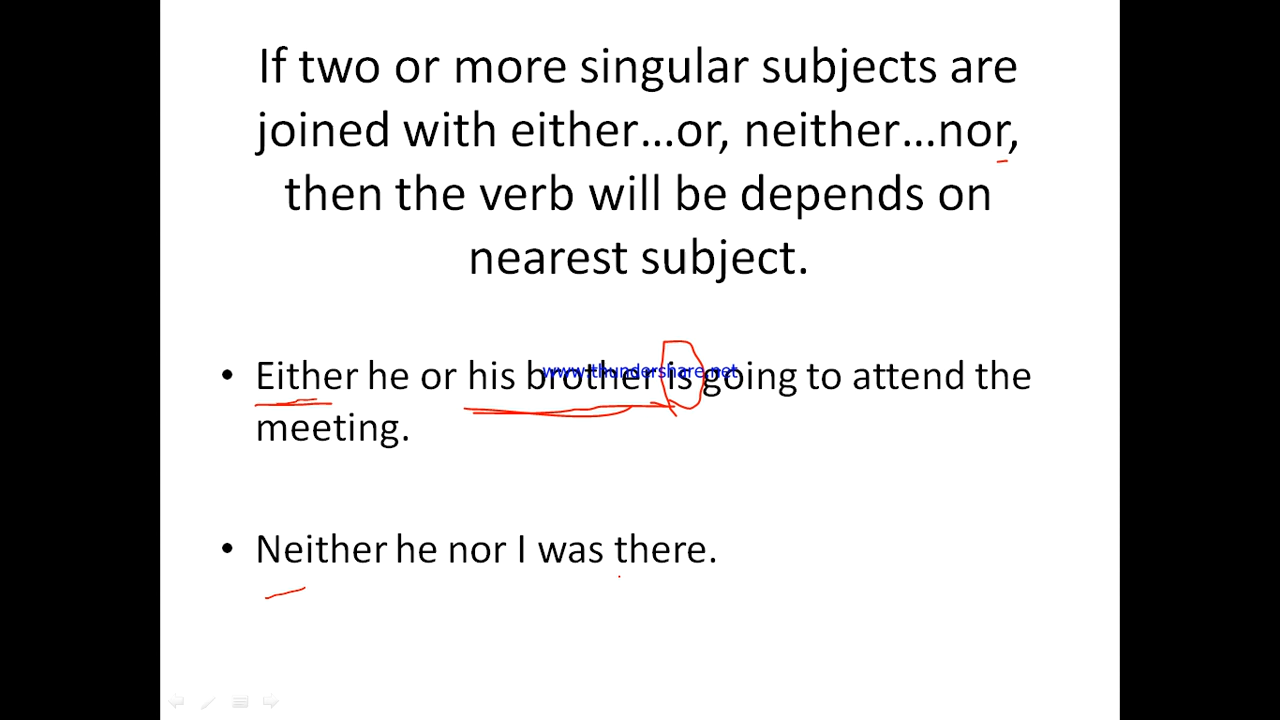 If two or more singular subjects are
joined with either...or, neither...nor,
then the verb will be depends on
nearest subject.
• Either he or his brother is going to attend the
www.thundershare.net
meeting.
• Neither he nor I was there.